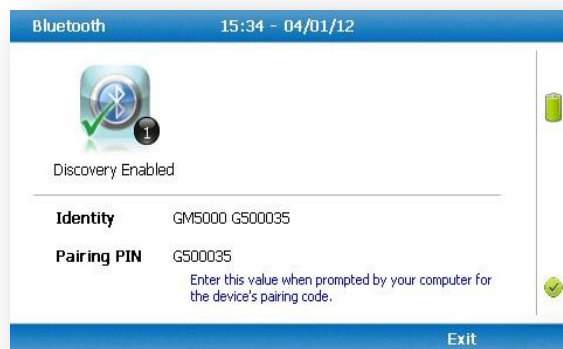 Bluetooth 15:34 - 04/01/12
1
Discovery Enabled
Identity GM5000 G500035
Pairing PIN G500035
Enter this value when prompted by your computer for
the device's pairing code.
Exit